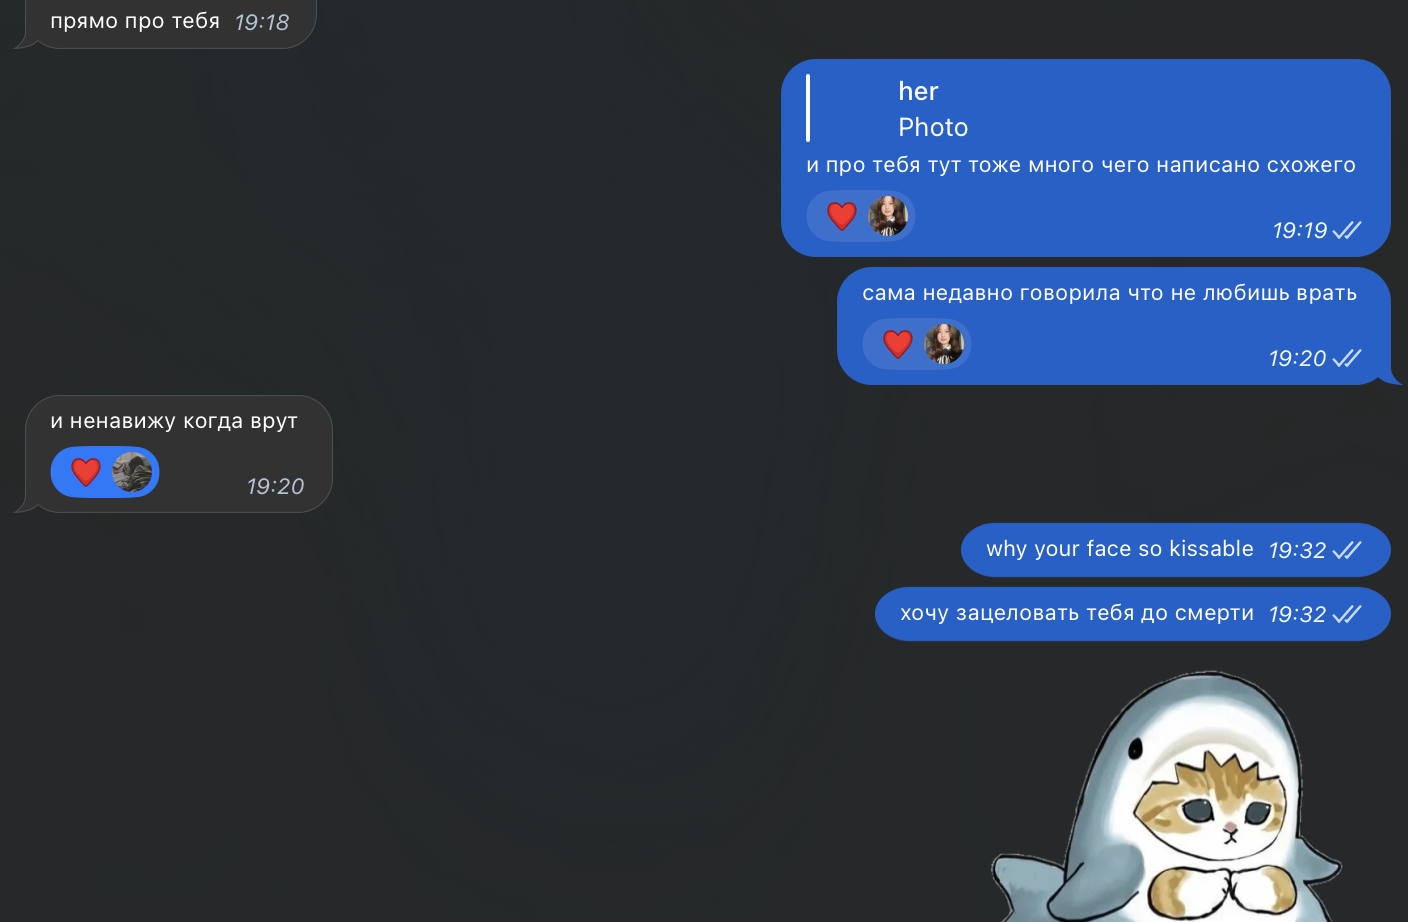 прямо про тебя 19:18
her
Photo
и про тебя тут тоже много чего написано схожего
19:19
сама недавно говорила что не любишь врать
19:20
и ненавижу когда врут
19:20
why your face so kissable 19:32
хочу зацеловать тебя до смерти 19:32